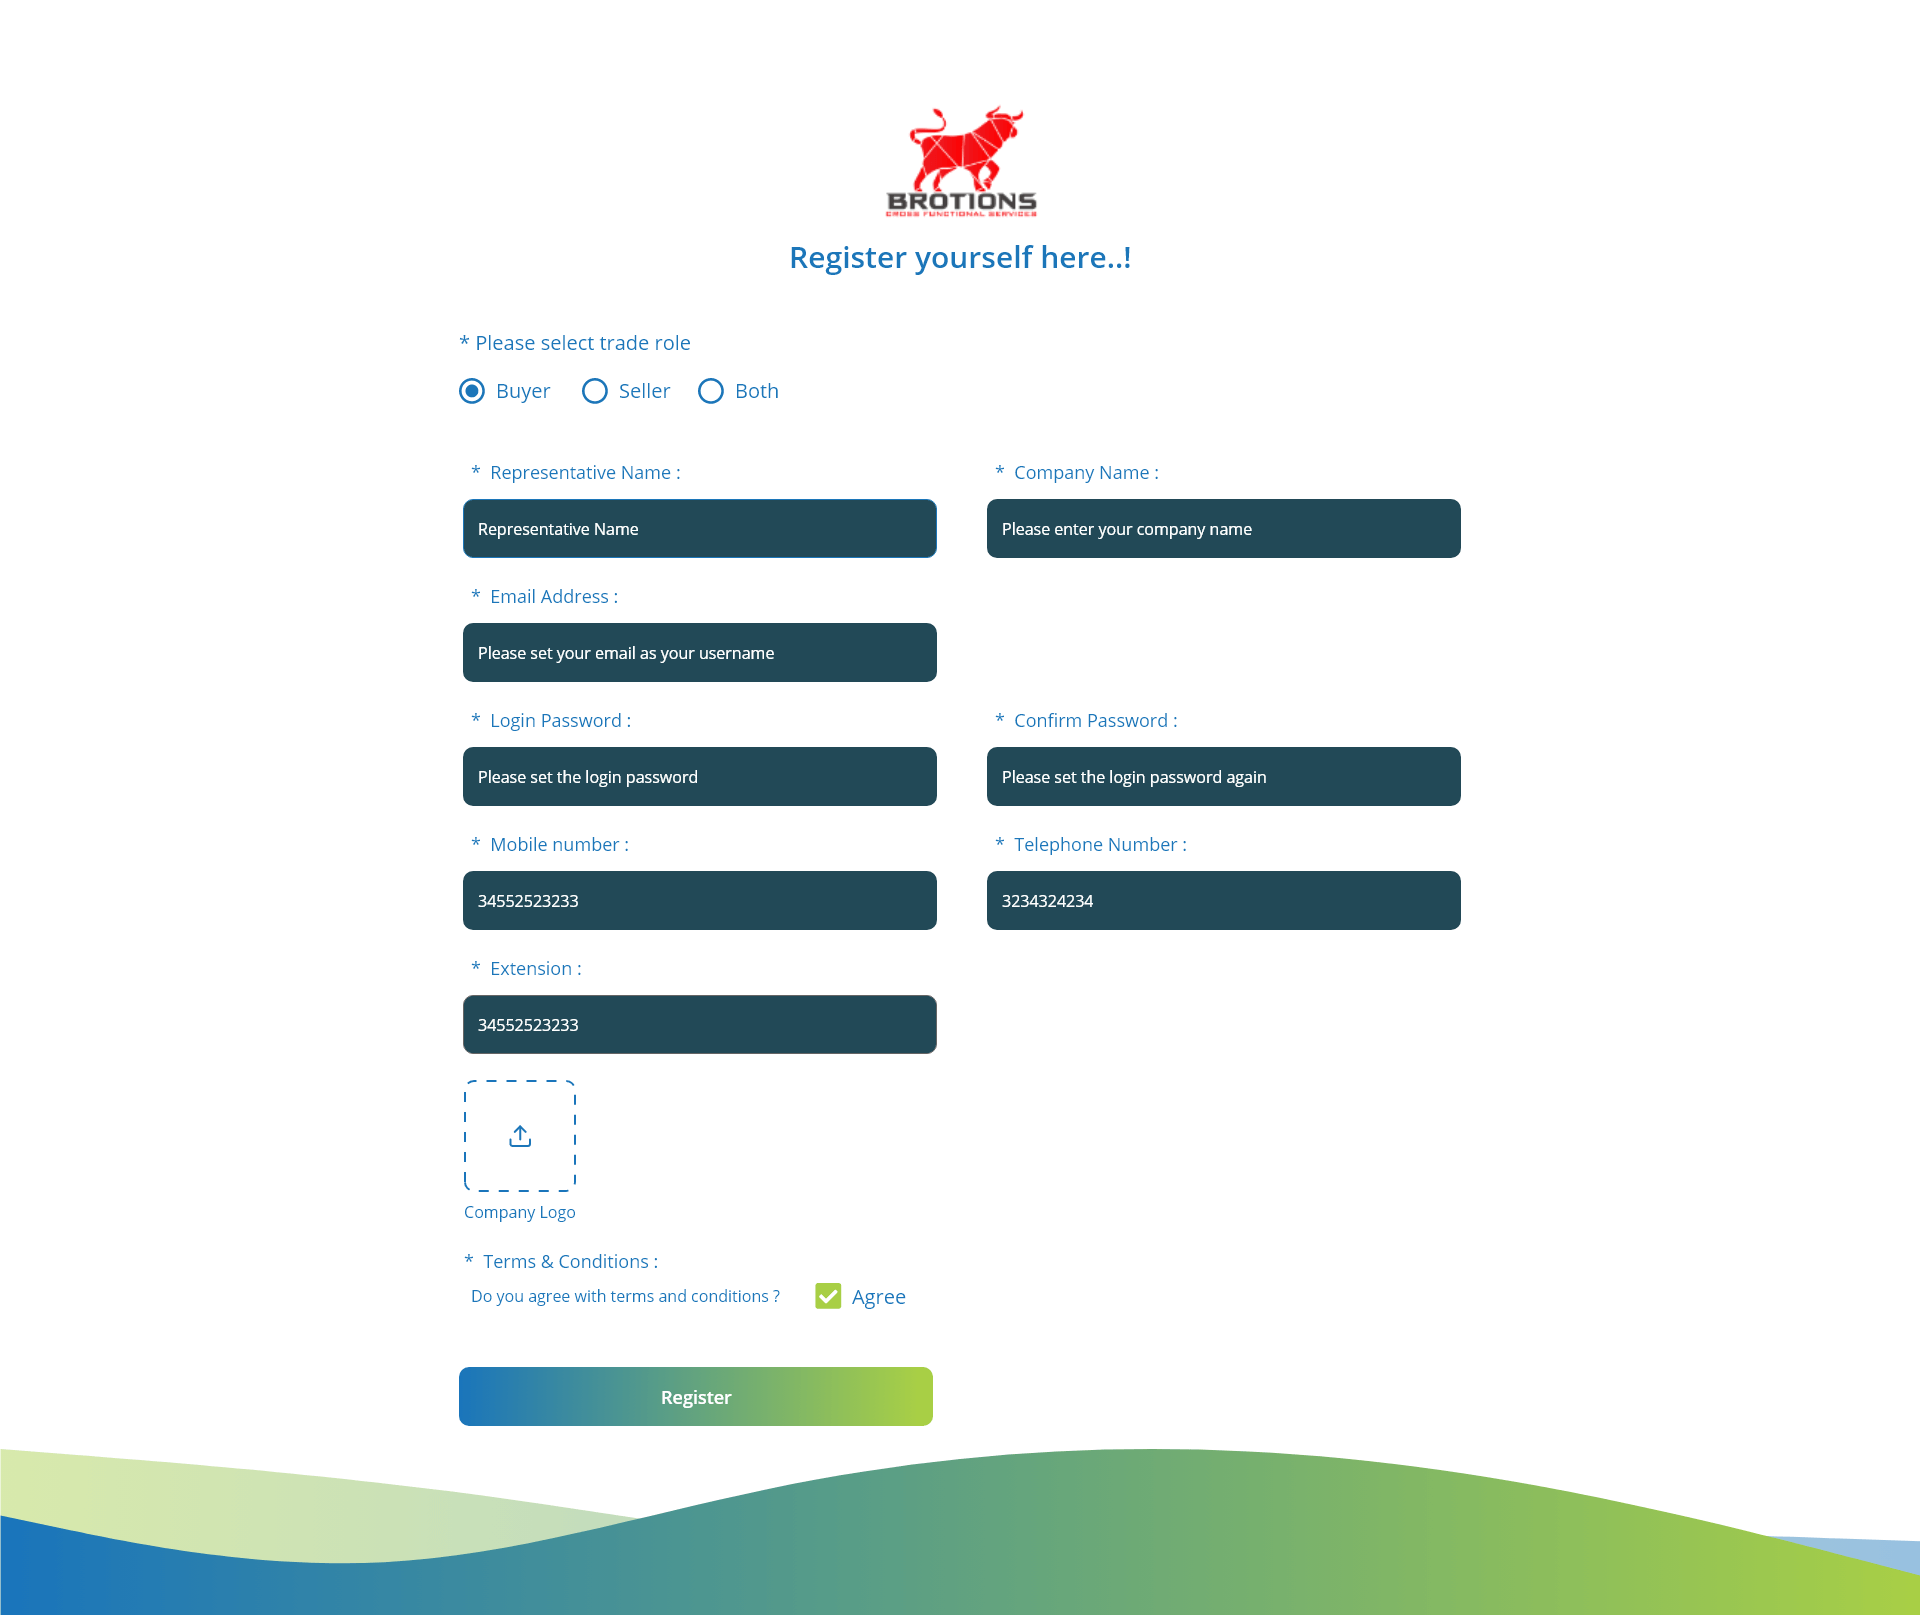 BROTIONS
CROSS FUNCTIONAL SERVICES
Register yourself here..!
* Please select trade role
Buyer Seller Both
* Representative Name : * Company Name :
Representative Name Please enter your company name
* Email Address :
Please set your email as your username
* Login Password : * Confirm Password :
Please set the login password Please set the login password again
* Mobile number : * Telephone Number :
34552523233 3234324234
* Extension :
34552523233
Company Logo
* Terms & Conditions :
Do you agree with terms and conditions ? Agree
Register